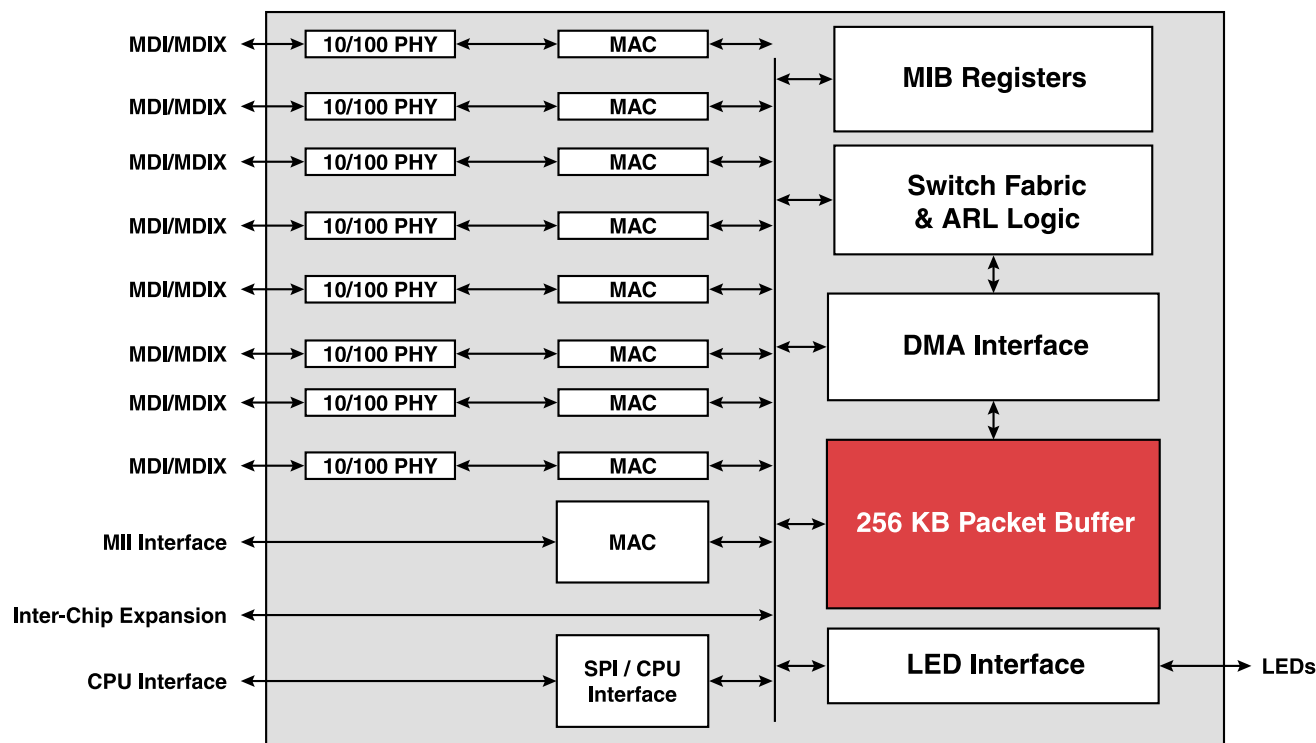 MDI/MDIX 10/100 PHY MAC
MIB Registers
MDI/MDIX 10/100 PHY MAC
MDI/MDIX 10/100 PHY MAC
Switch Fabric
& ARL Logic
MDI/MDIX 10/100 PHY MAC
MDI/MDIX 10/100 PHY MAC
DMA Interface
MDI/MDIX 10/100 PHY MAC
MDI/MDIX 10/100 PHY MAC
MDI/MDIX 10/100 PHY MAC
256 KB Packet Buffer
MII Interface MAC
Inter-Chip Expansion
CPU Interface
SPI / CPU
Interface
LED Interface
LEDs